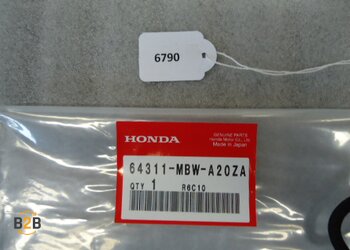 6790
HONDA
GENUINE PARTS
Honda Motor Co., Ltd.
Made in Japan
64311-MBW-A20ZA
QTY 1 R6C10
B2B